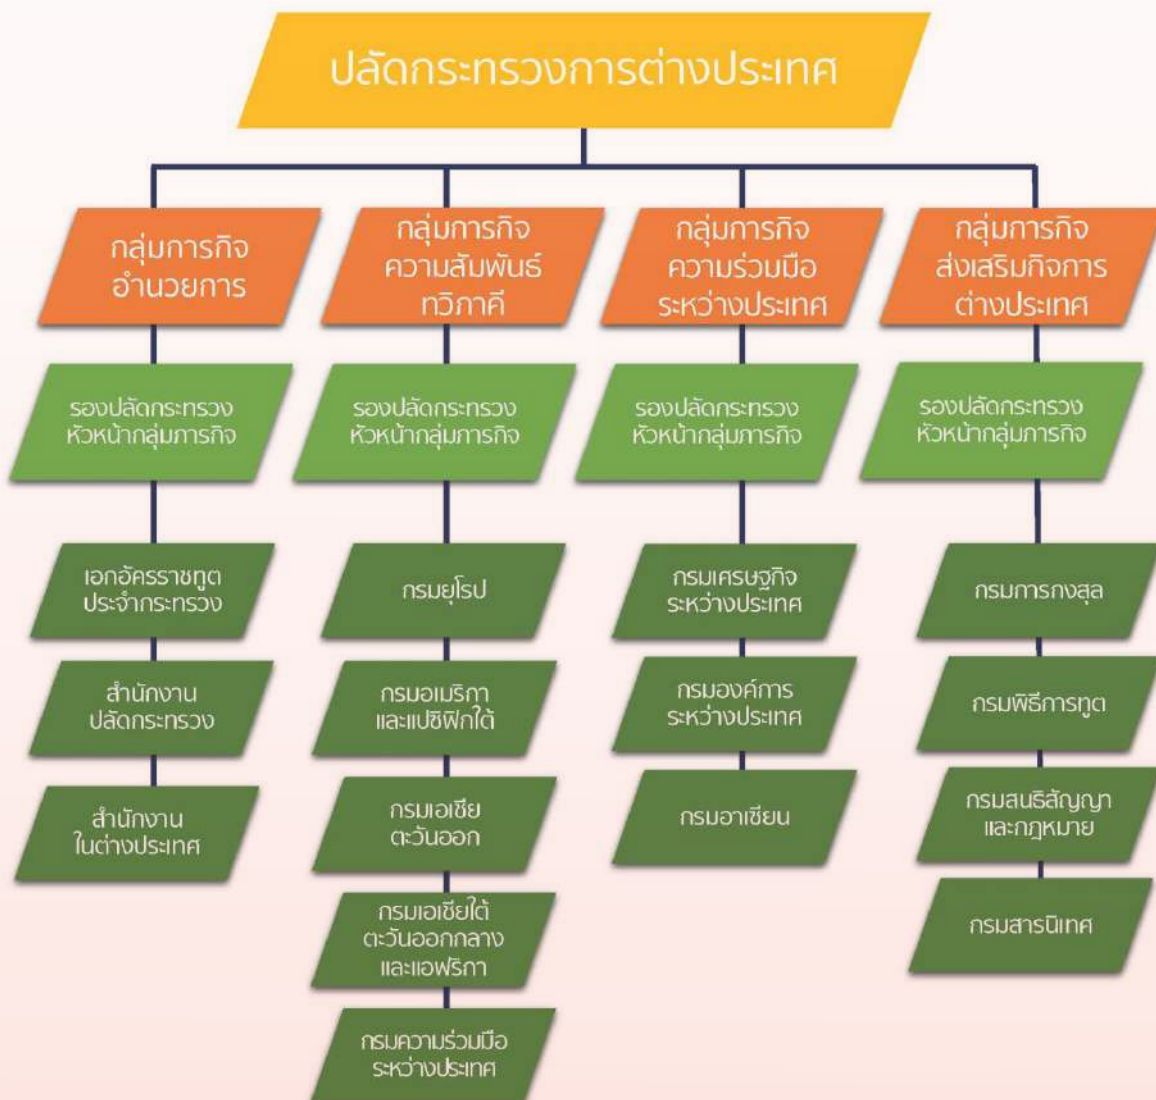 ปลัดกระทรวงการต่างประเทศ
กลุ่มภารกิจ
อำนวยการ
กลุ่มภารกิจ
ความสัมพันธ์
ทวิภาคี
กลุ่มภารกิจ
ความร่วมมือ
ระหว่างประเทศ
กลุ่มภารกิจ
ส่งเสริมกิจการ
ต่างประเทศ
รองปลัดกระทรวง
หัวหน้ากลุ่มภารกิจ
รองปลัดกระทรวง
หัวหน้ากลุ่มภารกิจ
รองปลัดกระทรวง
หัวหน้ากลุ่มภารกิจ
รองปลัดกระทรวง
หัวหน้ากลุ่มภารกิจ
เอกอัครราชทูต
ประจำกระทรวง
สำนักงาน
ปลัดกระทรวง
สำนักงาน
ในต่างประเทศ
กรมยุโรป
กรมอเมริกา
และแปซิฟิกใต้
กรมเอเชีย
ตะวันออก
กรมเอเชียใต้
ตะวันออกกลาง
และแอฟริกา
กรมความร่วมมือ
ระหว่างประเทศ
กรมเศรษฐกิจ
ระหว่างประเทศ
กรมองค์การ
ระหว่างประเทศ
กรมอาเซียน
กรมการกงสุล
กรมพิธีการทูต
กรมสนธิสัญญา
และกฎหมาย
กรมสารนิเทศ